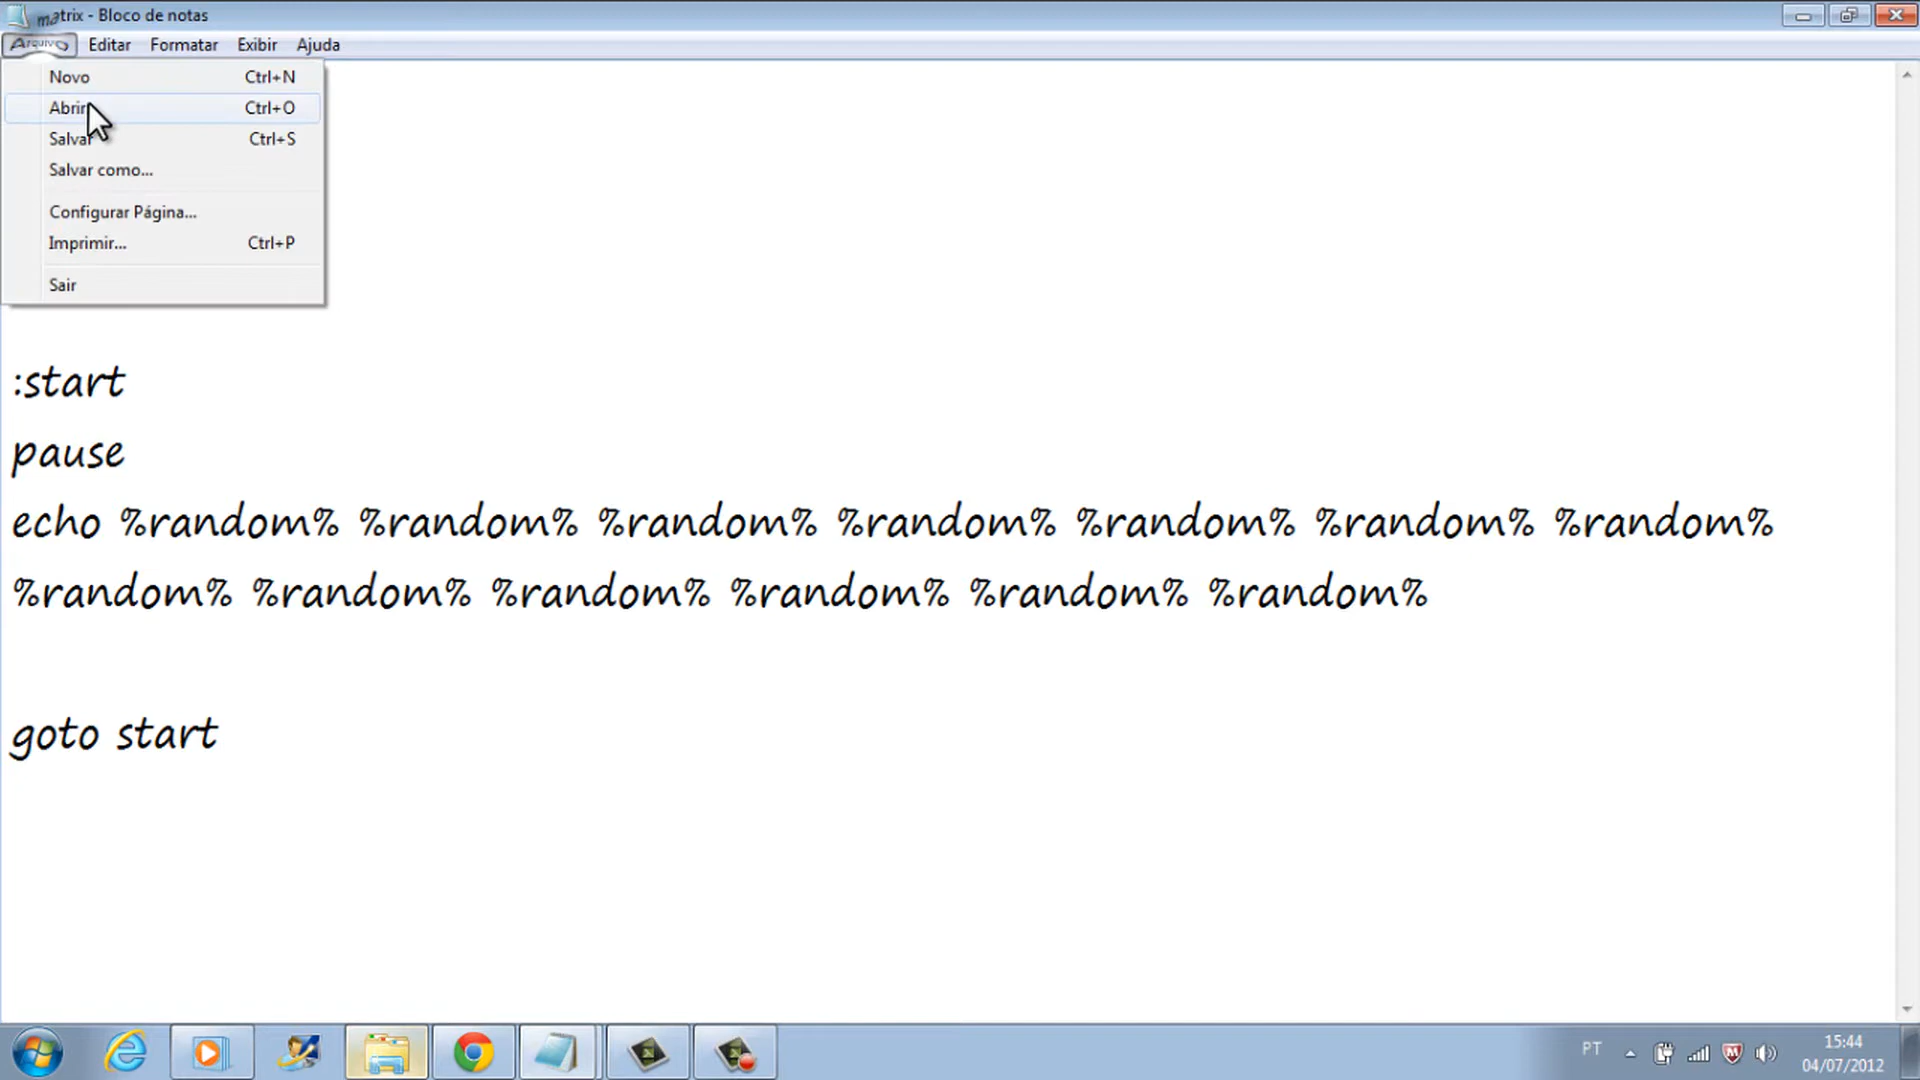 matrix - Bloco de notas
Arquivo Editar Formatar Exibir Ajuda
Novo Ctrl+N
Abrir Ctrl+O
Salvar Ctrl+S
Salvar como...
Configurar Página...
Imprimir... Ctrl+P
Sair
:start
pause
echo %random% %random% %random% %random% %random% %random% %random%
%random% %random% %random% %random% %random% %random%
goto start
PT
15:44
04/07/2012